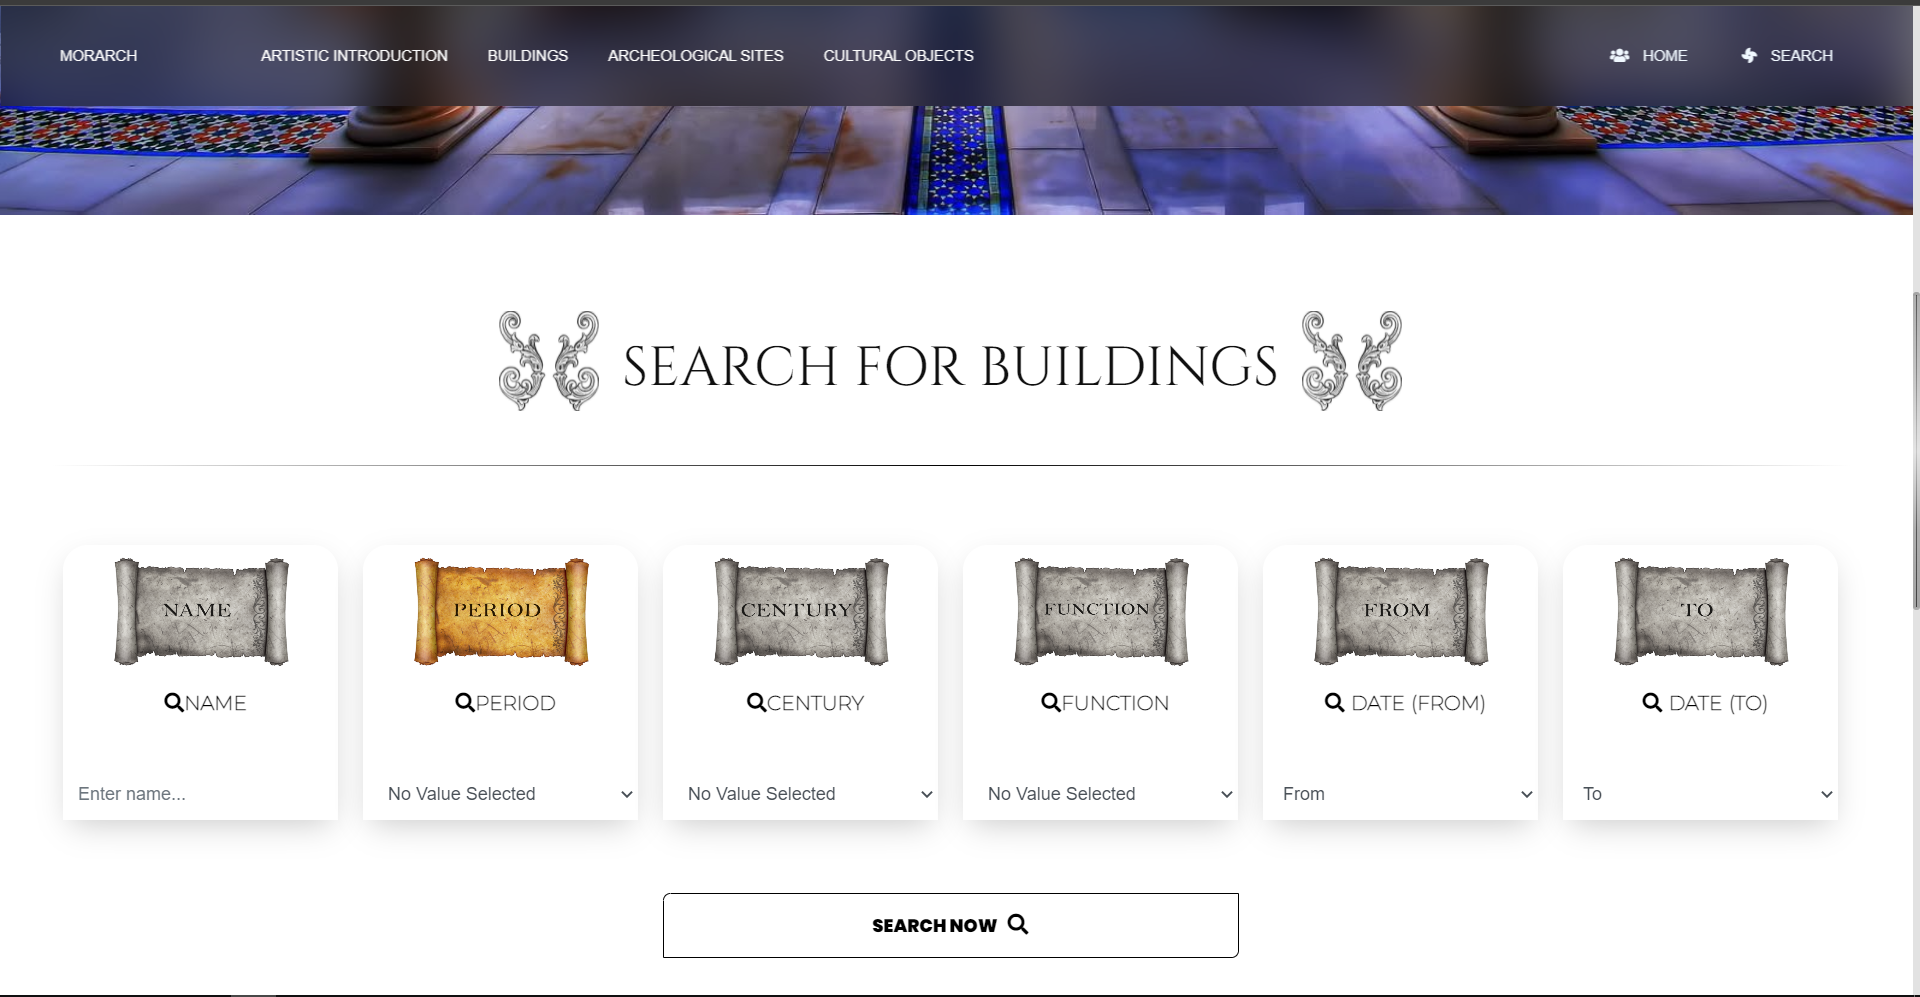 MORARCH ARTISTIC INTRODUCTION BUILDINGS ARCHEOLOGICAL SITES CULTURAL OBJECTS HOME SEARCH
SEARCH FOR BUILDINGS
NAME PERIOD CENTURY FUNCTION FROM TO
NAME PERIOD CENTURY FUNCTION DATE (FROM) DATE (TO)
Enter name... No Value Selected No Value Selected No Value Selected From To
SEARCH NOW